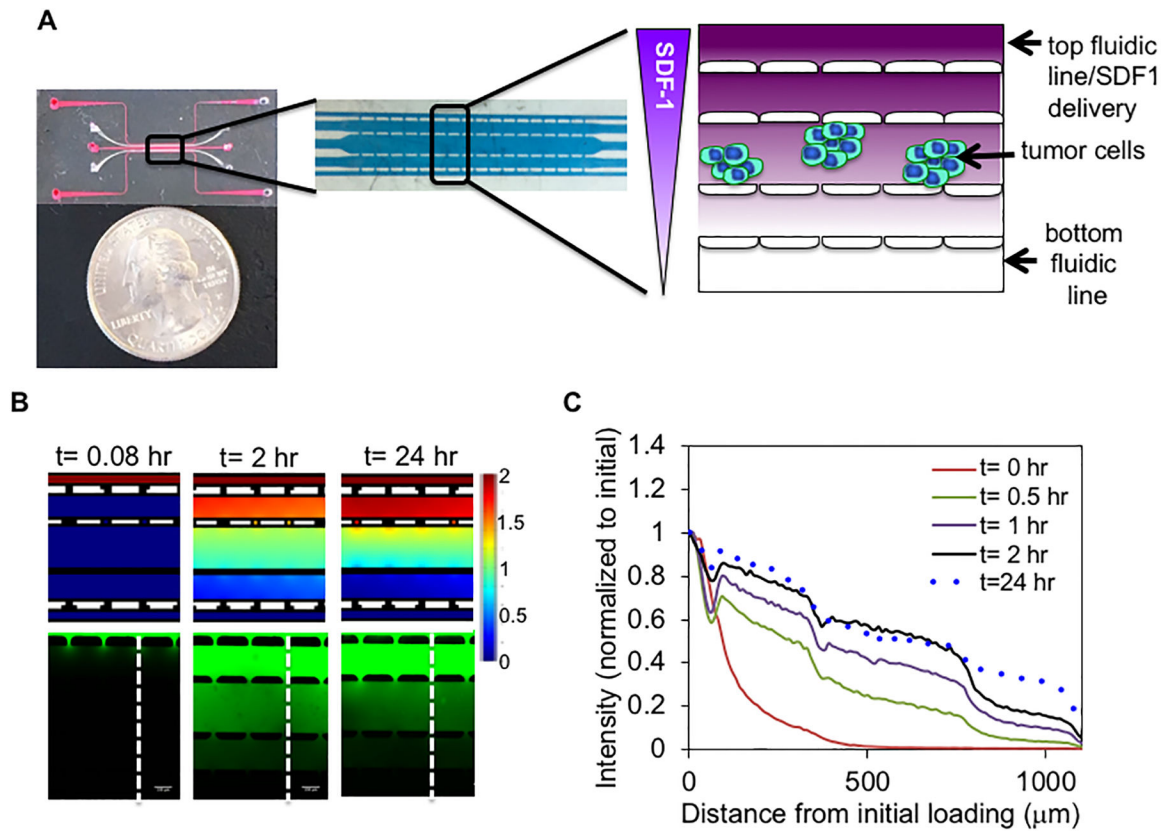 A
SDF-1
top fluidic
line/SDF1
delivery
tumor cells
bottom
fluidic
line
LIBERTY
B
t= 0.08 hr
t= 2 hr
t= 24 hr
2
1.5
1
0.5
0
C
Intensity (normalized to initial)
1.4
1.2
1
0.8
0.6
0.4
0.2
0
t= 0 hr
t= 0.5 hr
t= 1 hr
t= 2 hr
t=24 hr
0
500
1000
Distance from initial loading (μm)